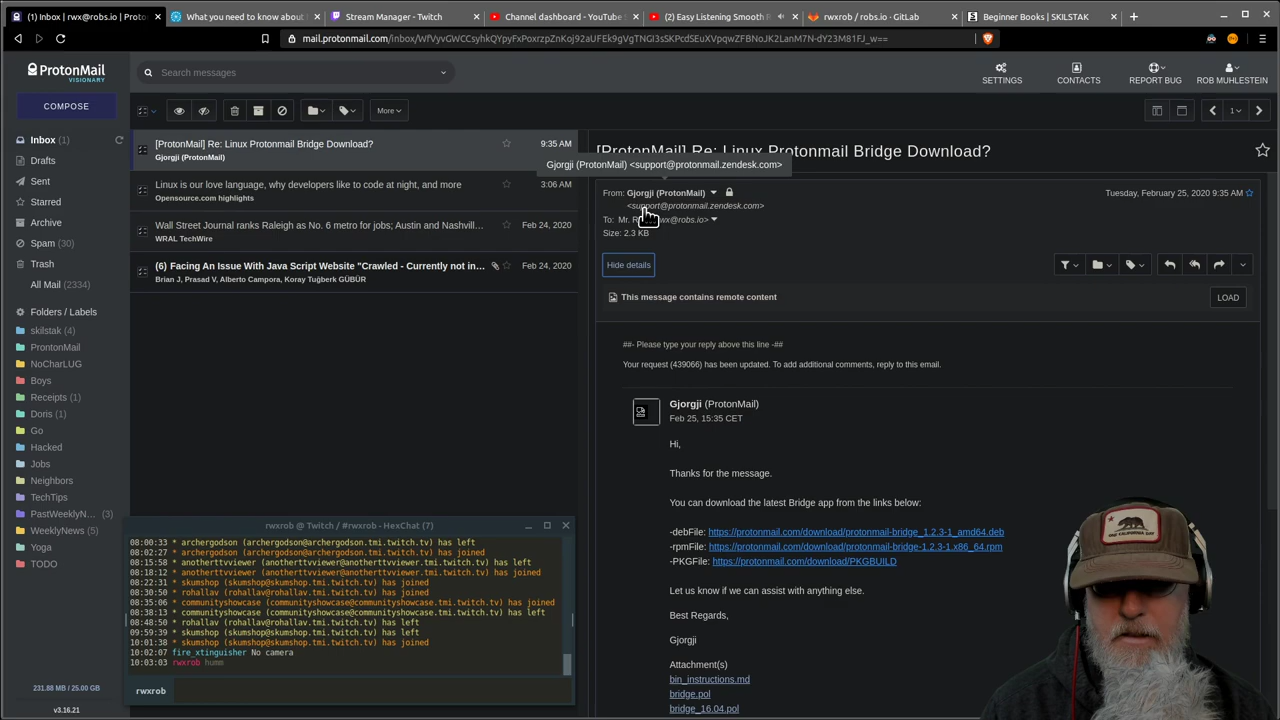 (1) Inbox | rwx@robs.io |
What you need to know about
Stream Manager - Twitch
Channel dashboard - YouTube S
(2) Easy Listening Smooth
rwxrob / robs.io · GitLab
Beginner Books | SKILSTAK
mail.protonmail.com/inbox/
ProtonMail
VISIONARY
Search messages
SETTINGS
CONTACTS
REPORT BUG
ROB MUHLESTEIN
COMPOSE
More
1
Inbox (1)
Drafts
Sent
Starred
Archive
Spam (30)
Trash
All Mail (2334)
Folders / Labels
skilstak (4)
ProntonMail
NoCharLUG
Boys
Receipts (1)
Doris (1)
Go
Hacked
Jobs
Neighbors
TechTips
PastWeeklyN... (3)
WeeklyNews (5)
Yoga
TODO
231.88 MB / 25.00 GB
v3.16.21
[ProtonMail] Re: Linux Protonmail Bridge Download?
9:35 AM
Gjorgji (ProtonMail)
Linux is our love language, why developers like to code at night, and more
3:06 AM
Opensource.com highlights
Wall Street Journal ranks Raleigh as No. 6 metro for jobs; Austin and Nashvill...
Feb 24, 2020
WRAL TechWire
(6) Facing An Issue With Java Script Website "Crawled - Currently not in...
Feb 24, 2020
Brian J, Prasad V, Alberto Campora, Koray Tuğberk GÜBÜR
[ProtonMail] Re: Linux Protonmail Bridge Download?
Gjorgji (ProtonMail) <support@protonmail.zendesk.com>
From: Gjorgji (ProtonMail)
Tuesday, February 25, 2020 9:35 AM
<support@protonmail.zendesk.com>
To: Mr. wx@robs.io>
Size: 2.3 KB
Hide details
This message contains remote content
LOAD
##- Please type your reply above this line -##
Your request (439066) has been updated. To add additional comments, reply to this email.
Gjorgji (ProtonMail)
Feb 25, 15:35 CET
Hi,
Thanks for the message.
You can download the latest Bridge app from the links below:
-debFile: https://protonmail.com/download/protonmail-bridge_1.2.3-1_amd64.deb
-rpmFile: https://protonmail.com/download/protonmail-bridge-1.2.3-1.x86_64.rpm
-PKGFile: https://protonmail.com/download/PKGBUILD
Let us know if we can assist with anything else.
Best Regards,
Gjorgji
Attachment(s)
bin_instructions.md
bridge.pol
bridge_16.04.pol
rwxrob @ Twitch / #rwxrob - HexChat (7)
08:00:33 * archergodson (archergodson@archergodson.tmi.twitch.tv) has left
08:02:27 * archergodson (archergodson@archergodson.tmi.twitch.tv) has joined
08:15:58 * anotherttvviewer (anotherttvviewer@anotherttvviewer.tmi.twitch.tv) has left
08:18:12 * anotherttvviewer (anotherttvviewer@anotherttvviewer.tmi.twitch.tv) has joined
08:22:31 * skumshop (skumshop@skumshop.tmi.twitch.tv) has joined
08:30:50 * rohallav (rohallav@rohallav.tmi.twitch.tv) has joined
08:35:06 * communityshowcase (communityshowcase@communityshowcase.tmi.twitch.tv) has joined
08:38:13 * communityshowcase (communityshowcase@communityshowcase.tmi.twitch.tv) has left
08:48:50 * rohallav (rohallav@rohallav.tmi.twitch.tv) has left
09:59:39 * skumshop (skumshop@skumshop.tmi.twitch.tv) has left
10:01:38 * skumshop (skumshop@skumshop.tmi.twitch.tv) has joined
10:02:07 fire_xtinguisher No camera
10:03:03 rwxrob humm
rwxrob